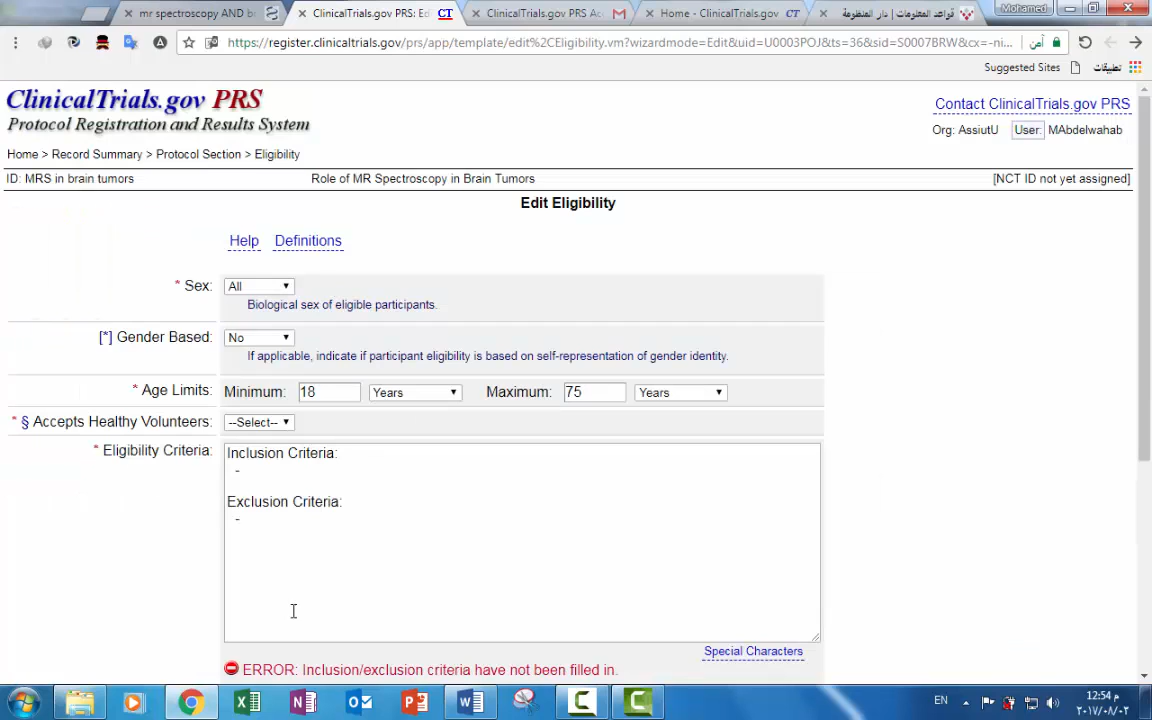 mr spectroscopy AND b
ClinicalTrials.gov PRS: Ed
CT
ClinicalTrials.gov PRS Ac
Home - ClinicalTrials.gov
CT
قواعد المعلومات | دار المنظومة
Mohamed
https://register.clinicaltrials.gov/prs/app/template/edit%2CEligibility.vm?wizardmode=Edit&uid=U0003POJ&ts=36&sid=S0007BRW&cx=-ni...
آمن
Suggested Sites
تطبيقات
ClinicalTrials.gov PRS
Protocol Registration and Results System
Contact ClinicalTrials.gov PRS
Org: AssiutU User: MAbdelwahab
Home > Record Summary > Protocol Section > Eligibility
ID: MRS in brain tumors Role of MR Spectroscopy in Brain Tumors [NCT ID not yet assigned]
Edit Eligibility
Help Definitions
* Sex: All
Biological sex of eligible participants.
[*] Gender Based: No
If applicable, indicate if participant eligibility is based on self-representation of gender identity.
* Age Limits: Minimum: 18 Years Maximum: 75 Years
* § Accepts Healthy Volunteers: --Select--
* Eligibility Criteria: Inclusion Criteria:
-
Exclusion Criteria:
-
Special Characters
ERROR: Inclusion/exclusion criteria have not been filled in.
EN
12:54 م
٢٠١٧/٠٨/٠٢